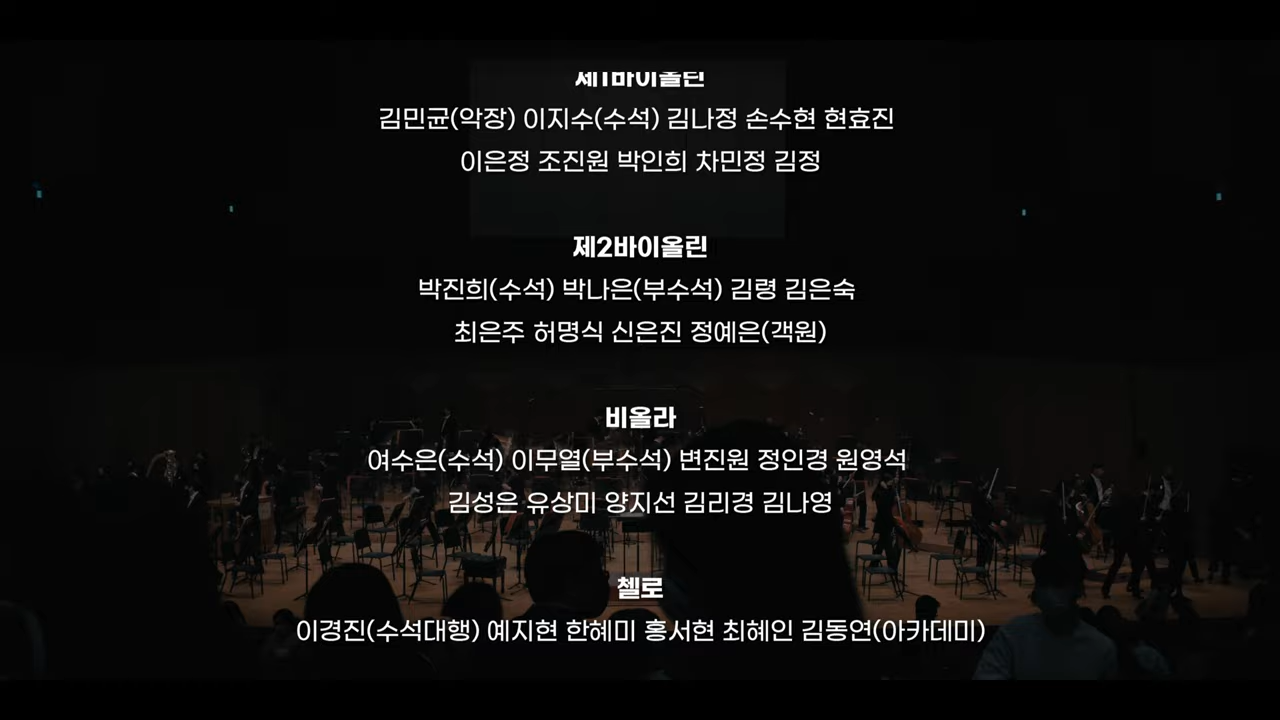 제1바이올린
김민균(악장) 이지수(수석) 김나정 손수현 현효진
이은정 조진원 박인희 차민정 김정
제2바이올린
박진희(수석) 박나은(부수석) 김령 김은숙
최은주 허명식 신은진 정예은(객원)
비올라
여수은(수석) 이무열(부수석) 변진원 정인경 원영석
김성은 유상미 양지선 김리경 김나영
첼로
이경진(수석대행) 예지현 한혜미 홍서현 최혜인 김동연(아카데미)